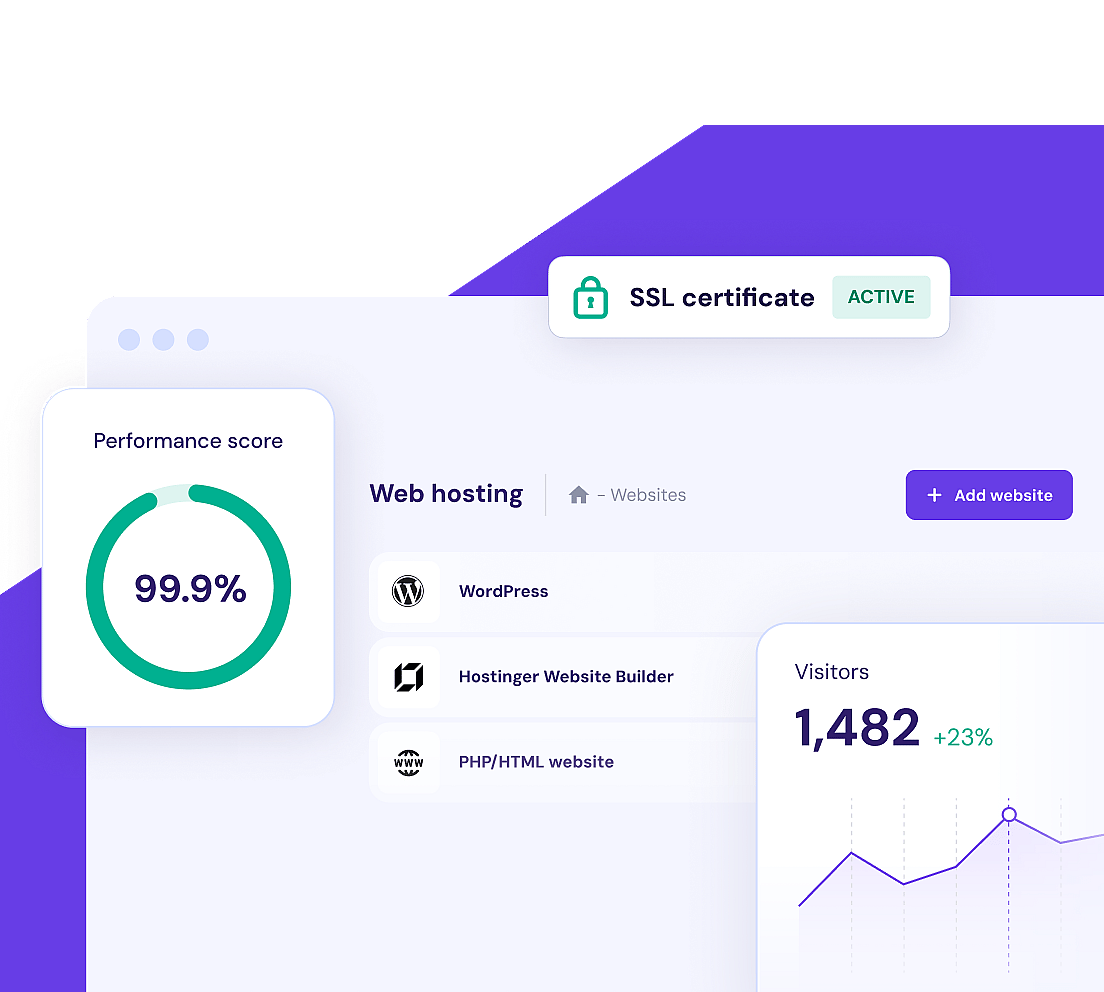 SSL certificate ACTIVE
Performance score
99.9%
Web hosting
– Websites
+ Add website
WordPress
Hostinger Website Builder
WWW
PHP/HTML website
Visitors
1,482 +23%